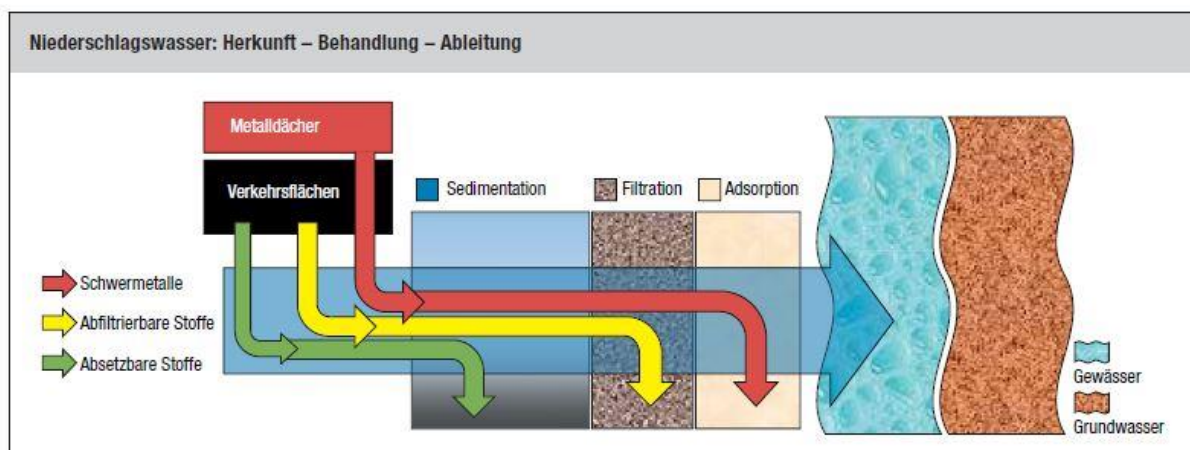 Niederschlagswasser: Herkunft – Behandlung – Ableitung
Metalldächer
Verkehrsflächen
Sedimentation
Filtration
Adsorption
Schwermetalle
Abfiltrierbare Stoffe
Absetzbare Stoffe
Gewässer
Grundwasser